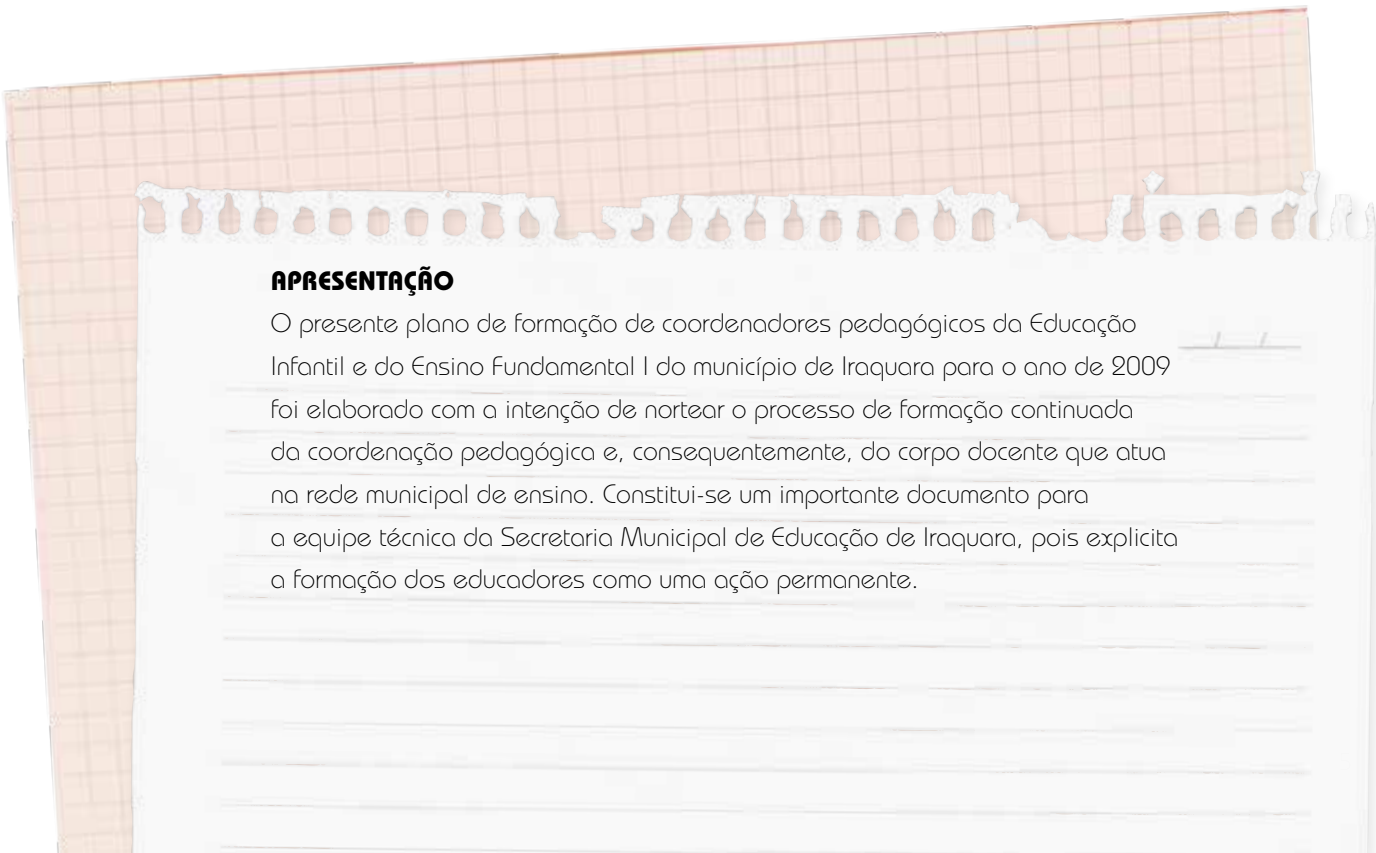 APRESENTAÇÃO
O presente plano de formação de coordenadores pedagógicos da Educação
Infantil e do Ensino Fundamental I do município de Iraquara para o ano de 2009
foi elaborado com a intenção de nortear o processo de formação continuada
da coordenação pedagógica e, consequentemente, do corpo docente que atua
na rede municipal de ensino. Constitui-se um importante documento para
a equipe técnica da Secretaria Municipal de Educação de Iraquara, pois explicita
a formação dos educadores como uma ação permanente.